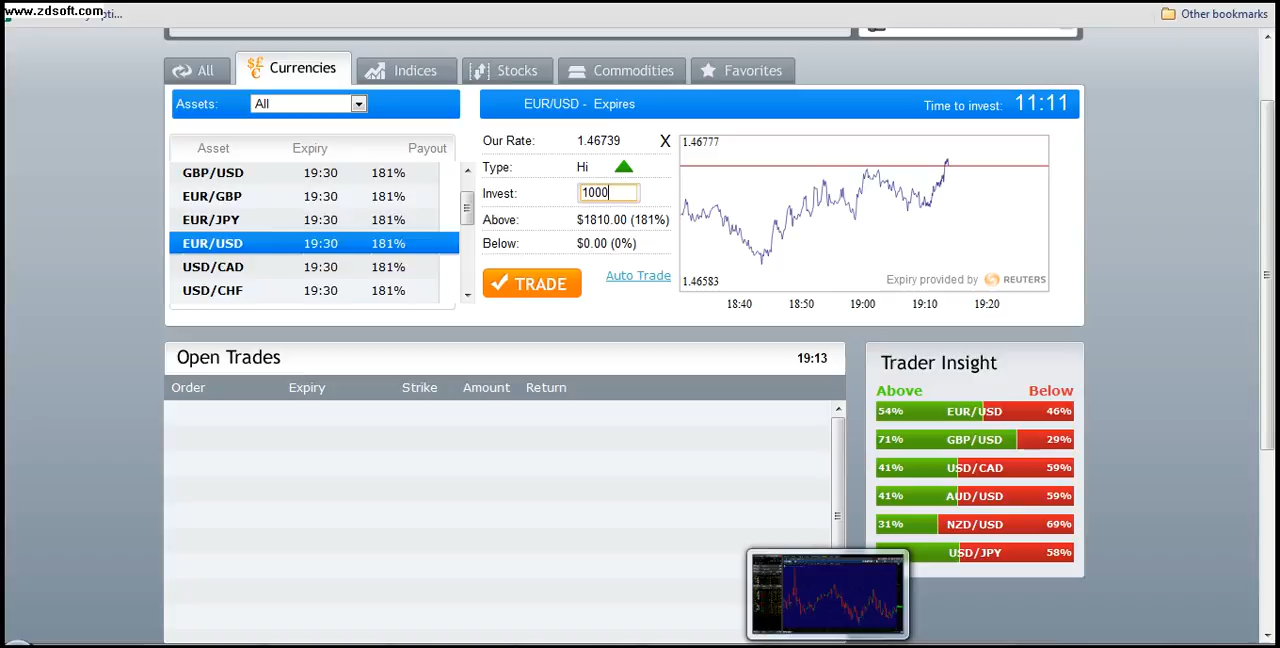 www.zdsoft.com
Other bookmarks
All
Currencies
Indices
Stocks
Commodities
Favorites
Assets: All
EUR/USD - Expires
Time to invest: 11:11
Asset Expiry Payout
GBP/USD 19:30 181%
EUR/GBP 19:30 181%
EUR/JPY 19:30 181%
EUR/USD 19:30 181%
USD/CAD 19:30 181%
USD/CHF 19:30 181%
Our Rate: 1.46739 X
Type: Hi
Invest: 1000
Above: $1810.00 (181%)
Below: $0.00 (0%)
TRADE
Auto Trade
1.46777
1.46583
Expiry provided by REUTERS
18:40 18:50 19:00 19:10 19:20
Open Trades 19:13
Order Expiry Strike Amount Return
Trader Insight
Above Below
54% EUR/USD 46%
71% GBP/USD 29%
41% USD/CAD 59%
41% AUD/USD 59%
31% NZD/USD 69%
USD/JPY 58%